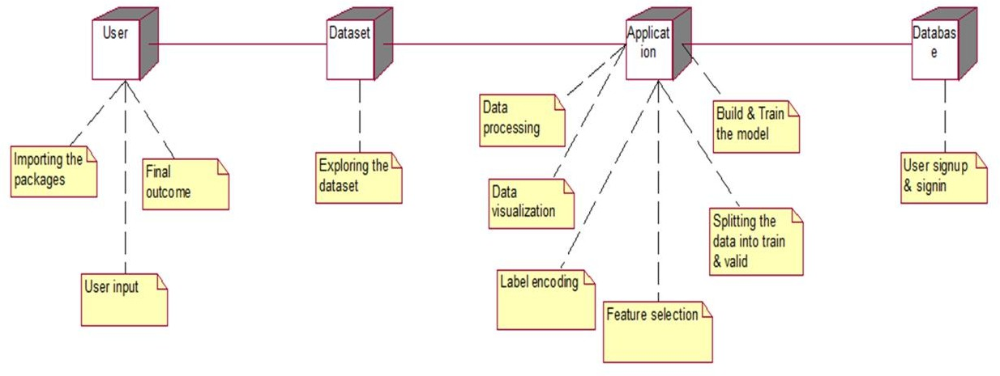 User
Dataset
Applicat
ion
Databas
e
Importing the
packages
Final
outcome
User input
Exploring the
dataset
Data
processing
Data
visualization
Label encoding
Feature selection
Splitting the
data into train
& valid
Build & Train
the model
User signup
& signin